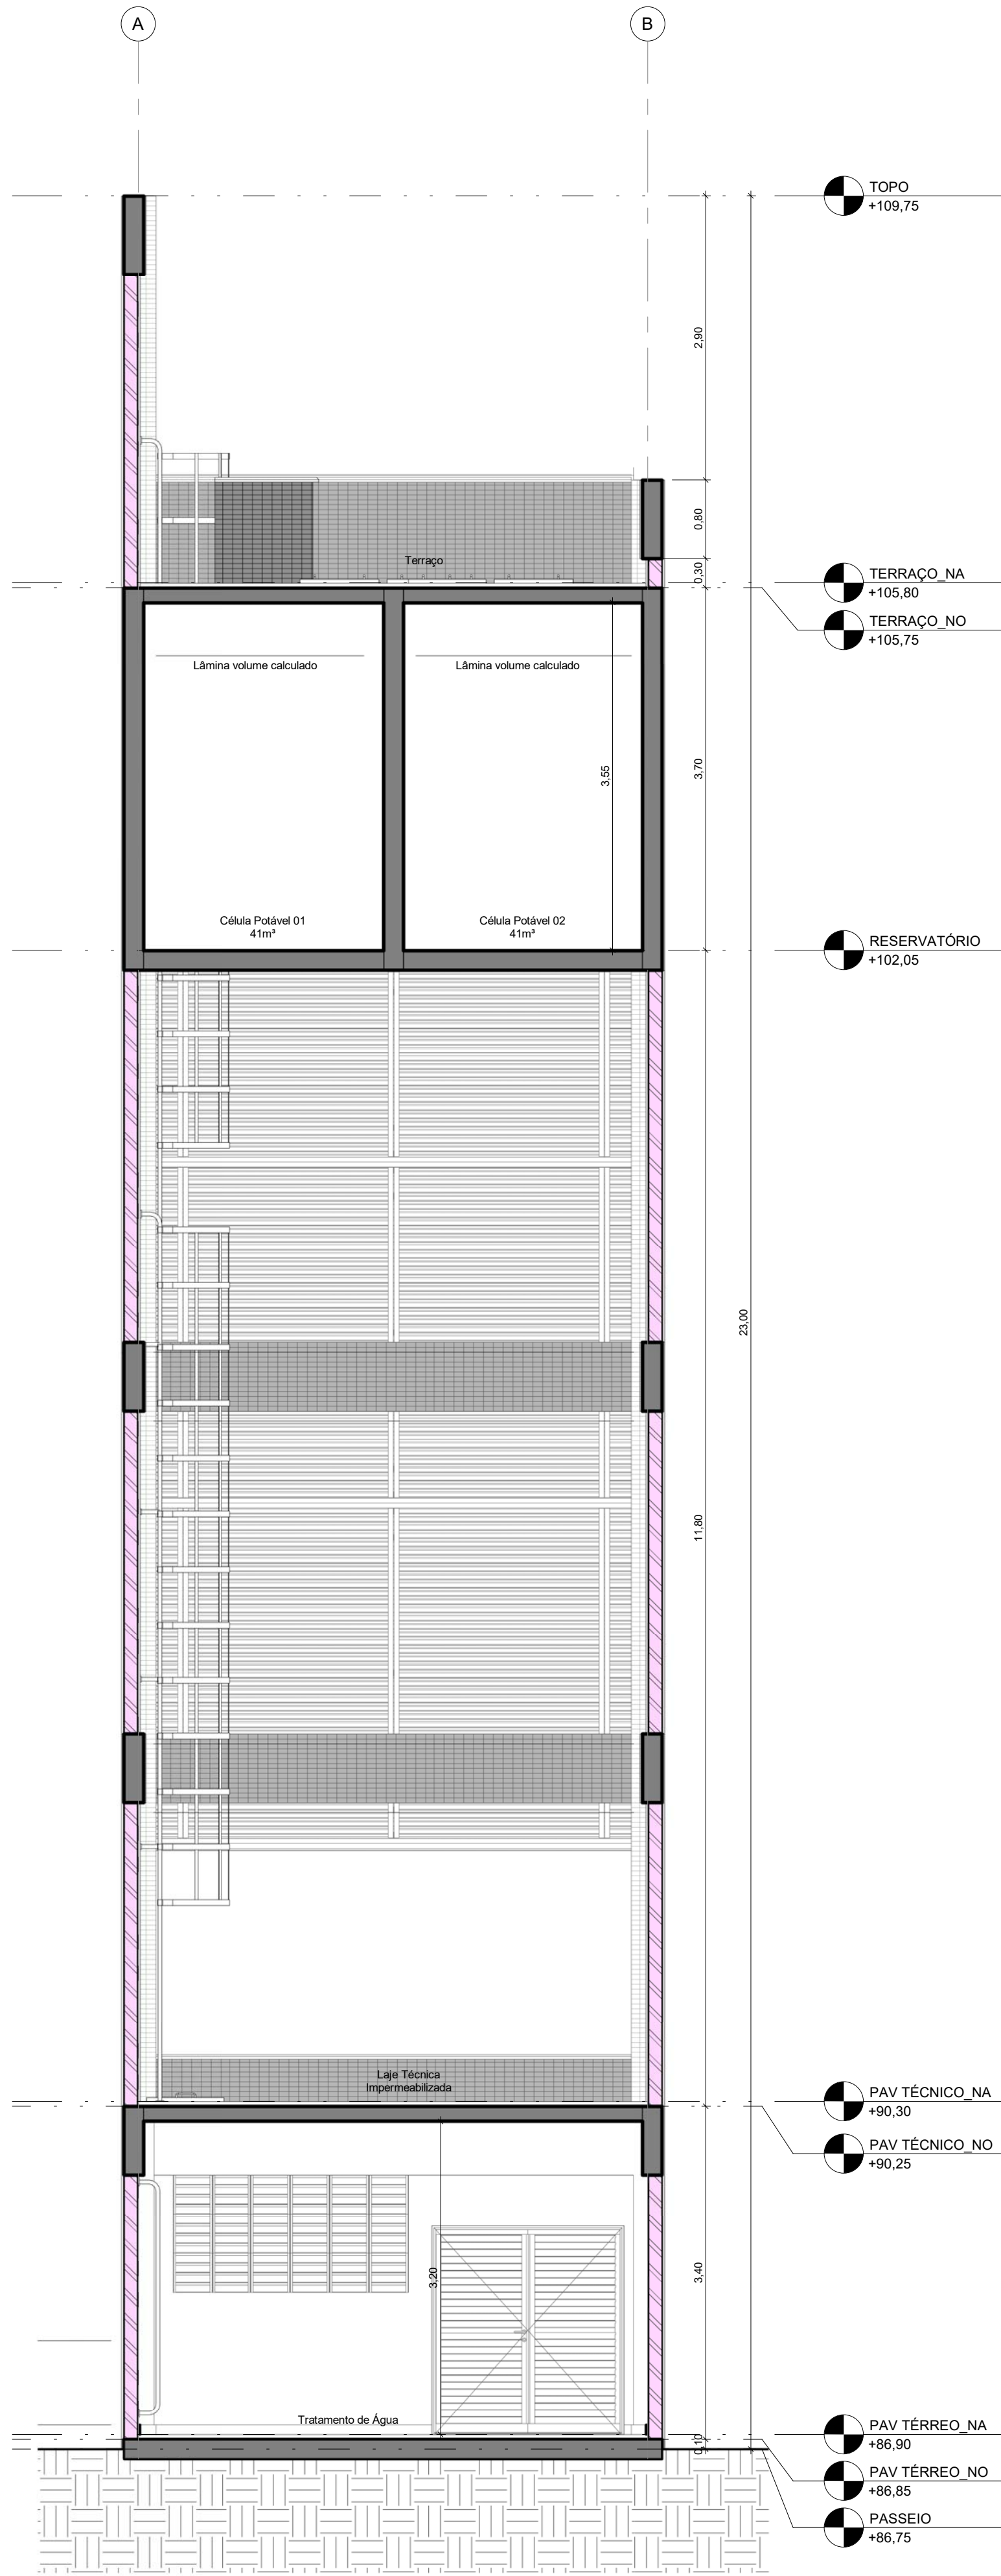 A
B
TOPO
+109,75
2,90
0,80
Terraço
0,30
TERRAÇO_NA
+105,80
TERRAÇO_NO
+105,75
Lâmina volume calculado
Lâmina volume calculado
3,55
3,70
Célula Potável 01
41m³
Célula Potável 02
41m³
RESERVATÓRIO
+102,05
23,00
11,80
Laje Técnica
Impermeabilizada
PAV TÉCNICO_NA
+90,30
PAV TÉCNICO_NO
+90,25
3,20
3,40
Tratamento de Água
0,10
PAV TÉRREO_NA
+86,90
PAV TÉRREO_NO
+86,85
PASSEIO
+86,75